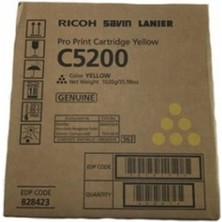 RICOH SAVIN LANIER
Pro Print Cartridge Yellow
C5200
Color YELLOW
GENUINE
EDP CODE
QUANTITY
EDP CODE
828423